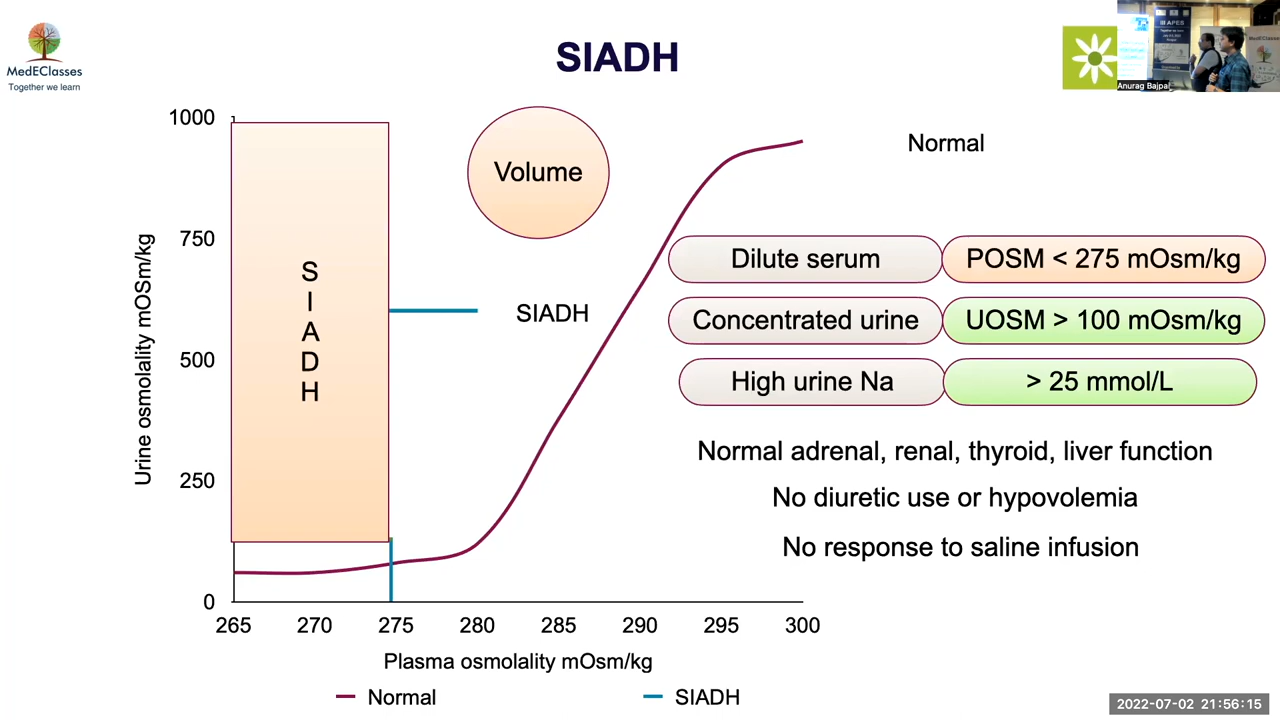 MedEClasses
Together we learn
SIADH
III APES
MedEClasses
Anurag Bajpai
1000
750
500
250
0
Urine osmolality mOSm/kg
S
I
A
D
H
Volume
SIADH
Normal
Dilute serum
POSM < 275 mOsm/kg
Concentrated urine
UOSM > 100 mOsm/kg
High urine Na
> 25 mmol/L
Normal adrenal, renal, thyroid, liver function
No diuretic use or hypovolemia
No response to saline infusion
265 270 275 280 285 290 295 300
Plasma osmolality mOsm/kg
Normal
SIADH
2022-07-02 21:56:15